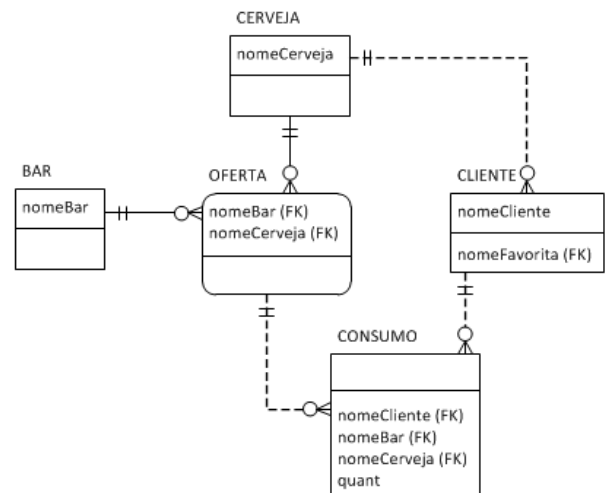 CERVEJA
nomeCerveja
BAR
nomeBar
OFERTA
nomeBar (FK)
nomeCerveja (FK)
CLIENTE
nomeCliente
nomeFavorita (FK)
CONSUMO
nomeCliente (FK)
nomeBar (FK)
nomeCerveja (FK)
quant